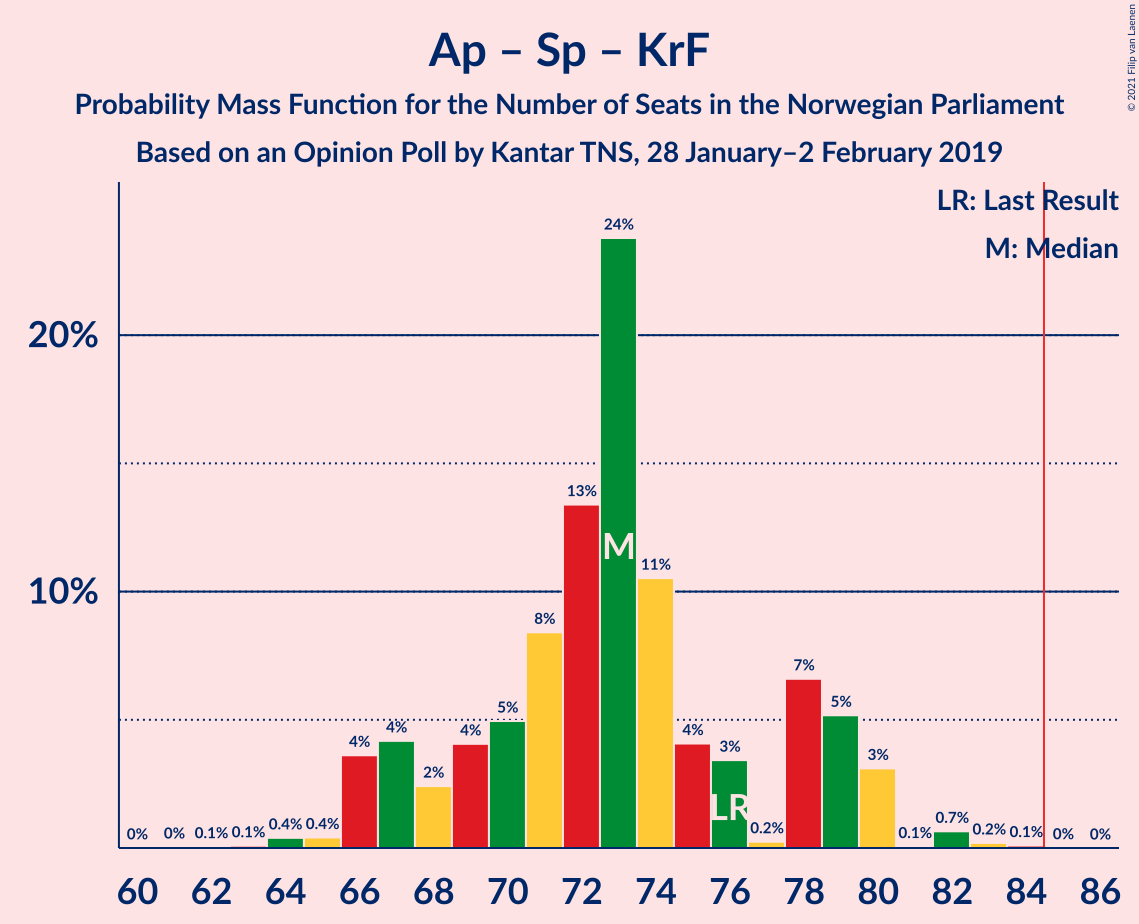 Ap – Sp – KrF
Probability Mass Function for the Number of Seats in the Norwegian Parliament
Based on an Opinion Poll by Kantar TNS, 28 January–2 February 2019
© 2021 Filip van Laenen
LR: Last Result
M: Median
24%
20%
13%
M
11%
10%
8%
7%
5%
5%
4%
4%
4%
4%
3%
3%
2%
LR
0% 0% 0.1% 0.1% 0.4% 0.4% 0.2% 0.1% 0.7% 0.2% 0.1% 0% 0%
60 62 64 66 68 70 72 74 76 78 80 82 84 86